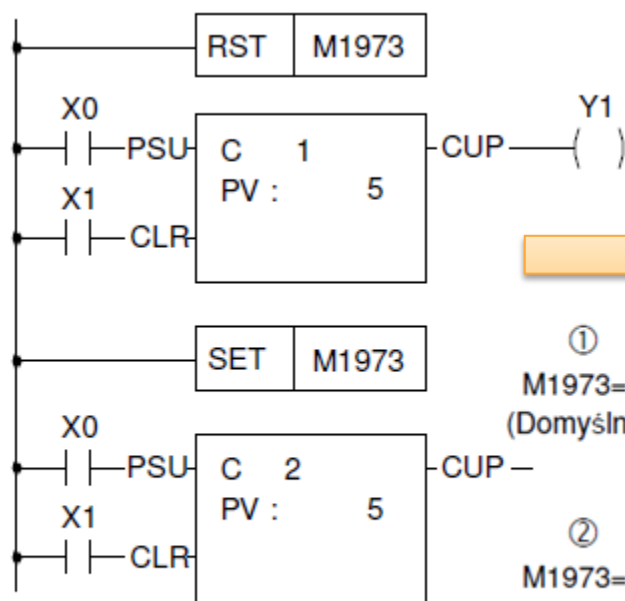 RST M1973
X0
PSU C 1 CUP Y1
PV : 5
X1
CLR
SET M1973
①
M1973=
(Domyśln
X0
PSU C 2 CUP
PV : 5
X1
CLR
②
M1973=